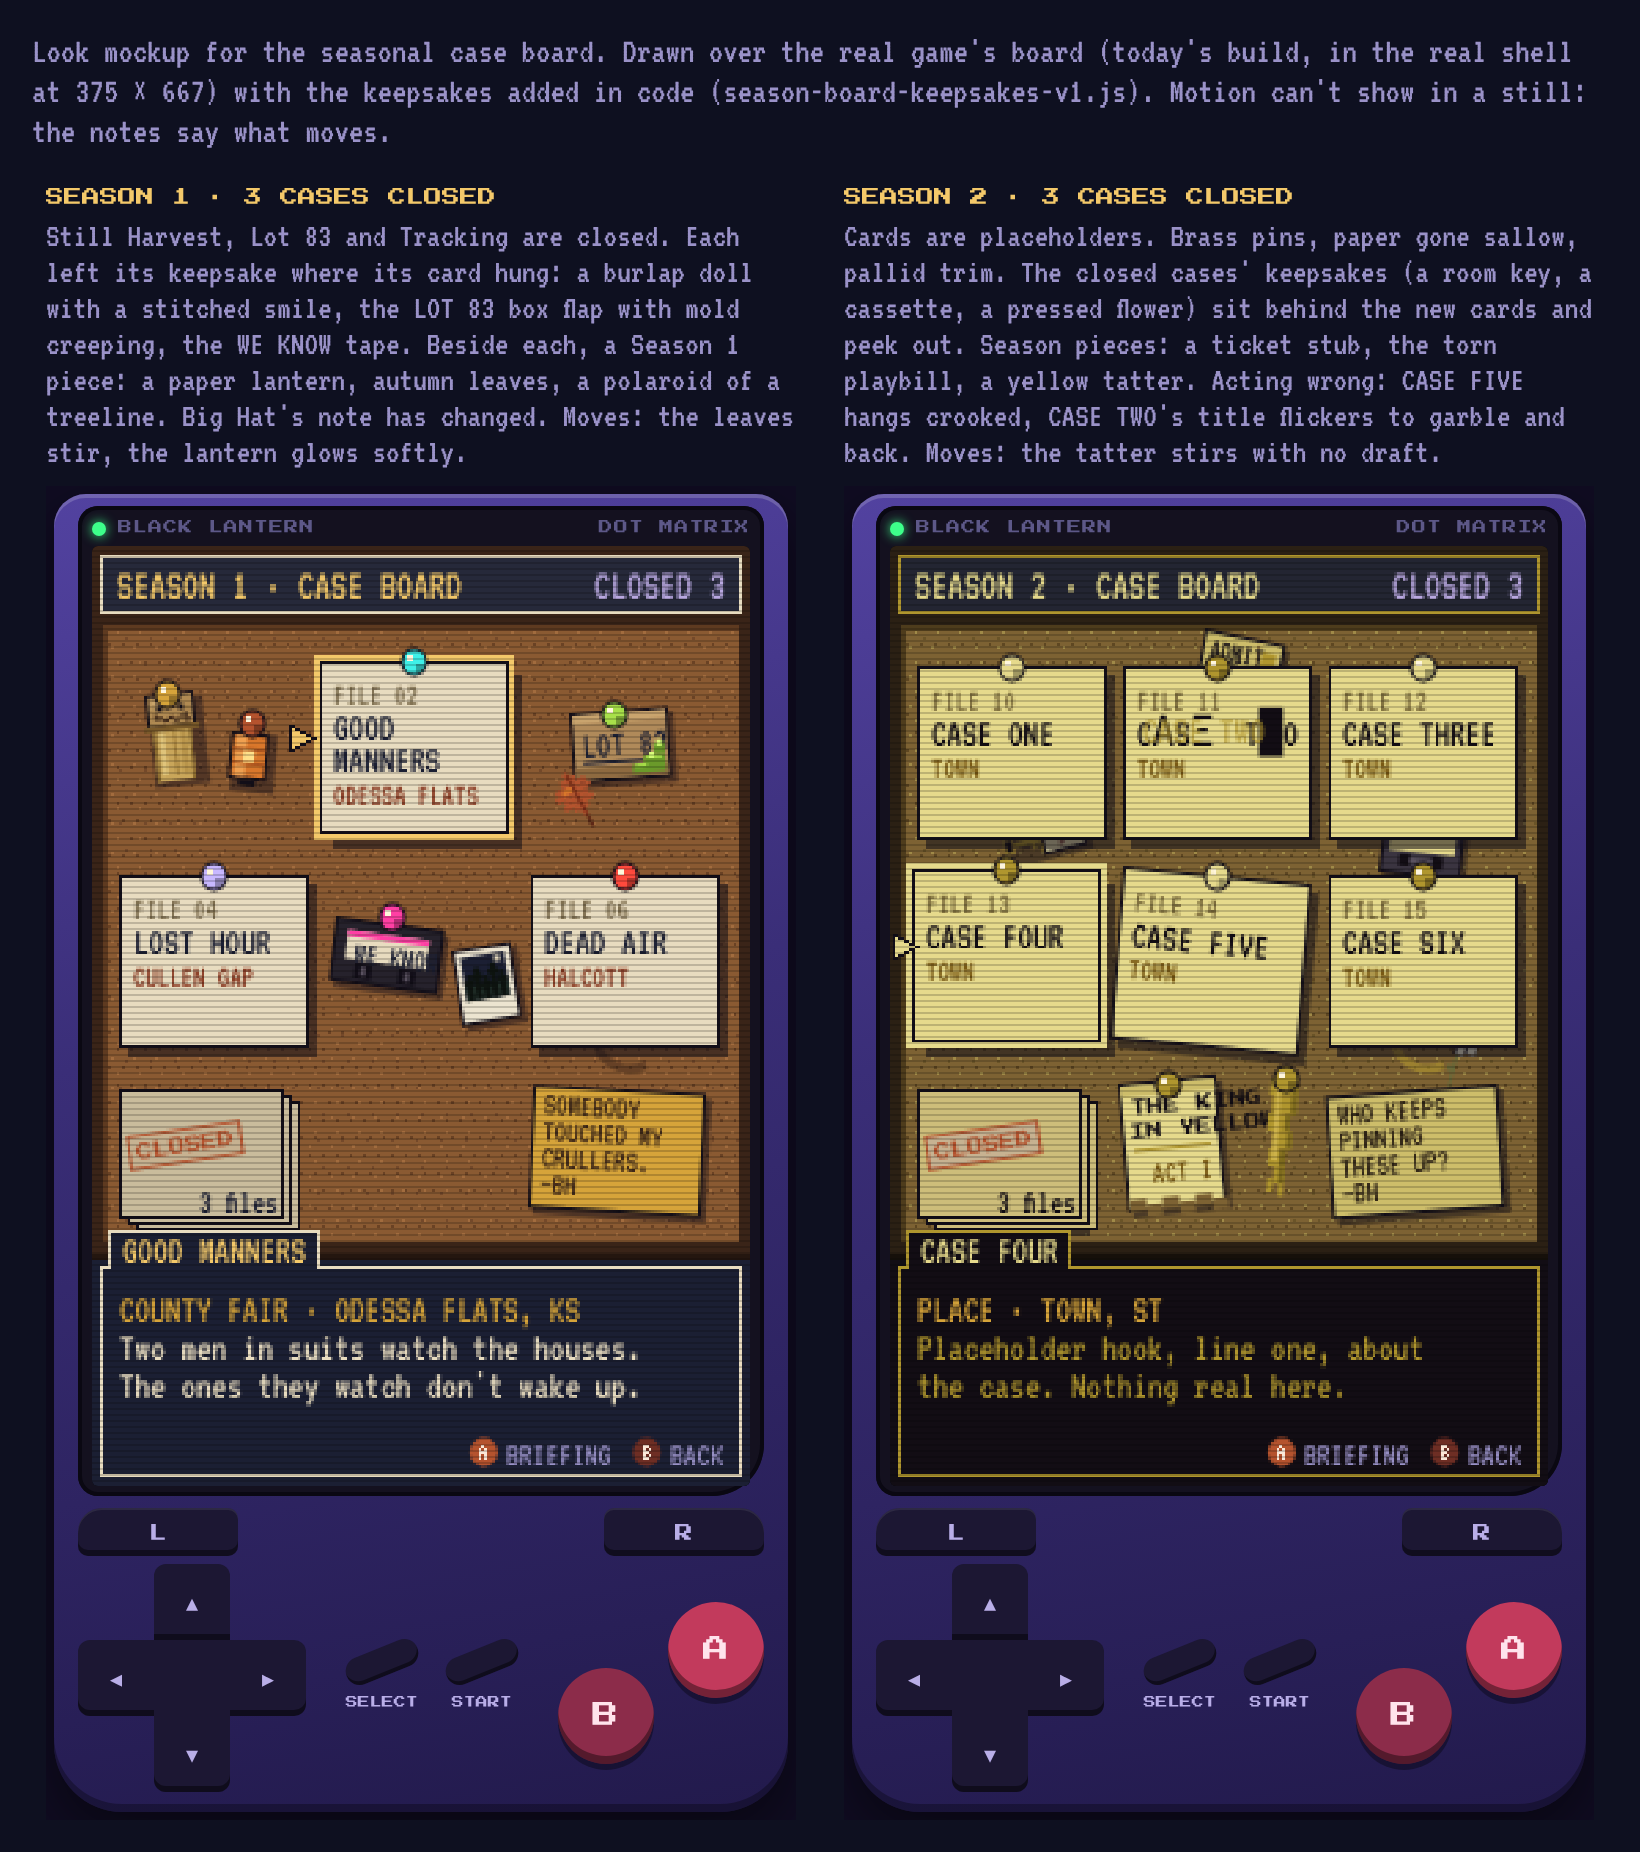 Look mockup for the seasonal case board. Drawn over the real game's board (today's build, in the real shell
at 375 X 667) with the keepsakes added in code (season-board-keepsakes-v1.js). Motion can't show in a still:
the notes say what moves.
SEASON 1 · 3 CASES CLOSED
Still Harvest, Lot 83 and Tracking are closed. Each
left its keepsake where its card hung: a burlap doll
with a stitched smile, the LOT 83 box flap with mold
creeping, the WE KNOW tape. Beside each, a Season 1
piece: a paper lantern, autumn leaves, a polaroid of a
treeline. Big Hat's note has changed. Moves: the leaves
stir, the lantern glows softly.
BLACK LANTERN
DOT MATRIX
SEASON 1 · CASE BOARD
CLOSED 3
FILE 02
GOOD
MANNERS
ODESSA FLATS
LOT 83
FILE 04
LOST HOUR
CULLEN GAP
WE KNO
FILE 06
DEAD AIR
HALCOTT
CLOSED
3 files
SOMEBODY
TOUCHED MY
CRULLERS.
-BH
GOOD MANNERS
COUNTY FAIR · ODESSA FLATS, KS
Two men in suits watch the houses.
The ones they watch don't wake up.
A BRIEFING B BACK
L
R
SELECT
START
B
A
SEASON 2 · 3 CASES CLOSED
Cards are placeholders. Brass pins, paper gone sallow,
pallid trim. The closed cases' keepsakes (a room key, a
cassette, a pressed flower) sit behind the new cards and
peek out. Season pieces: a ticket stub, the torn
playbill, a yellow tatter. Acting wrong: CASE FIVE
hangs crooked, CASE TWO's title flickers to garble and
back. Moves: the tatter stirs with no draft.
BLACK LANTERN
DOT MATRIX
SEASON 2 · CASE BOARD
CLOSED 3
ADMIT
FILE 10
CASE ONE
TOWN
FILE 11
CASE
TOWN
FILE 12
CASE THREE
TOWN
FILE 13
CASE FOUR
TOWN
FILE 14
CASE FIVE
TOWN
FILE 15
CASE SIX
TOWN
CLOSED
3 files
THE KING
IN YELLOW
ACT I
WHO KEEPS
PINNING
THESE UP?
-BH
CASE FOUR
PLACE · TOWN, ST
Placeholder hook, line one, about
the case. Nothing real here.
A BRIEFING B BACK
L
R
SELECT
START
B
A